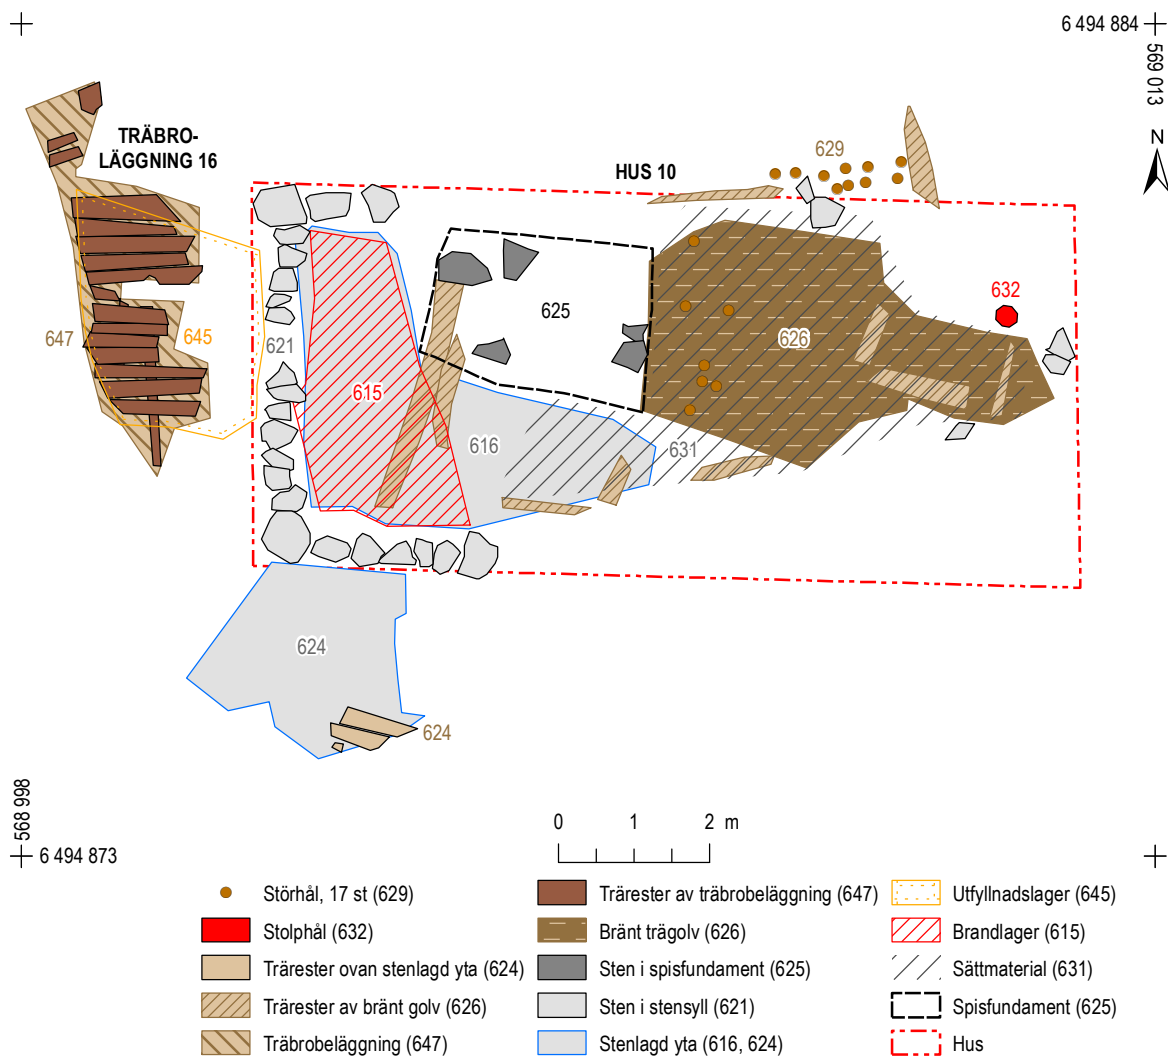 6 494 884
569 013
N
TRÄBRO-
LÄGGNING 16
HUS 10
629
632
625
626
647
645
621
615
616
631
624
624
568 998
6 494 873
0 1 2 m
Störhål, 17 st (629)
Stolphål (632)
Trärester ovan stenlagd yta (624)
Trärester av bränt golv (626)
Träbrobeläggning (647)
Trärester av träbrobeläggning (647)
Bränt trägolv (626)
Sten i spisfundament (625)
Sten i stensyll (621)
Stenlagd yta (616, 624)
Utfyllnadslager (645)
Brandlager (615)
Sättmaterial (631)
Spisfundament (625)
Hus